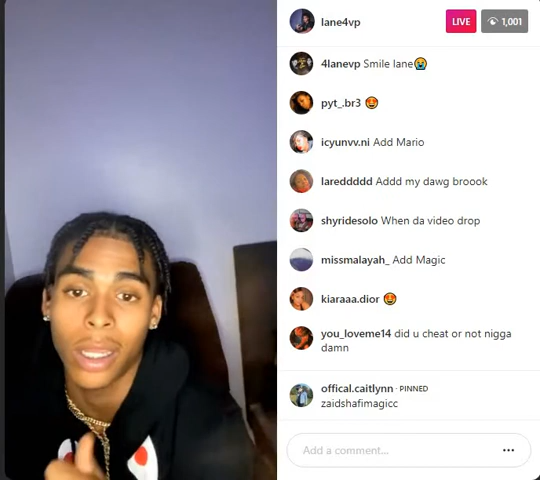 lane4vp LIVE 1,001
4lanevp Smile lane😭
pyt_.br3 🤩
icyunvv.ni Add Mario
lareddddd Addd my dawg broook
shyridesolo When da video drop
missmalayah_ Add Magic
kiaraaa.dior 🤩
you_loveme14 did u cheat or not nigga
damn
offical.caitlynn · PINNED
zaidshafimagicc
Add a comment...